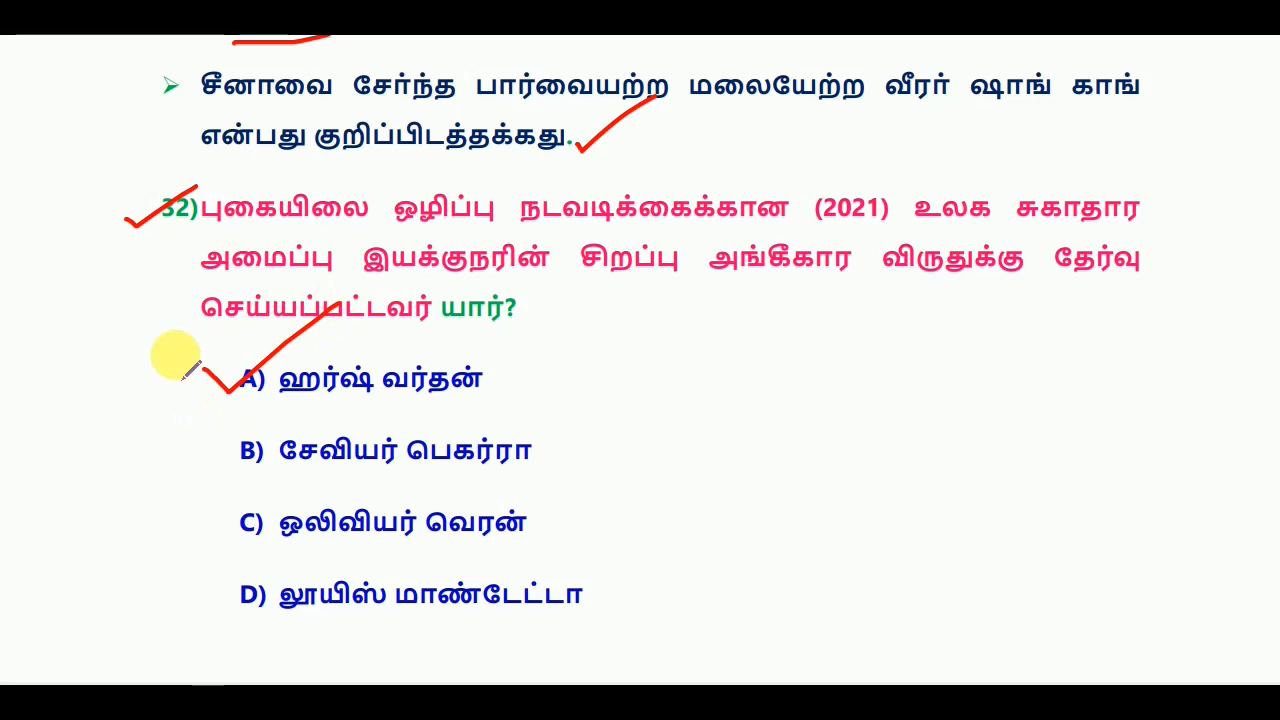 ➢ சீனாவை சேர்ந்த பார்வையற்ற மலையேற்ற வீரர் ஷாங் காங்
என்பது குறிப்பிடத்தக்கது.
32) புகையிலை ஒழிப்பு நடவடிக்கைக்கான (2021) உலக சுகாதார
அமைப்பு இயக்குநரின் சிறப்பு அங்கீகார விருதுக்கு தேர்வு
செய்யப்பட்டவர் யார்?
A) ஹர்ஷ் வர்தன்
B) சேவியர் பெகர்ரா
C) ஒலிவியர் வெரன்
D) லூயிஸ் மாண்டேட்டா